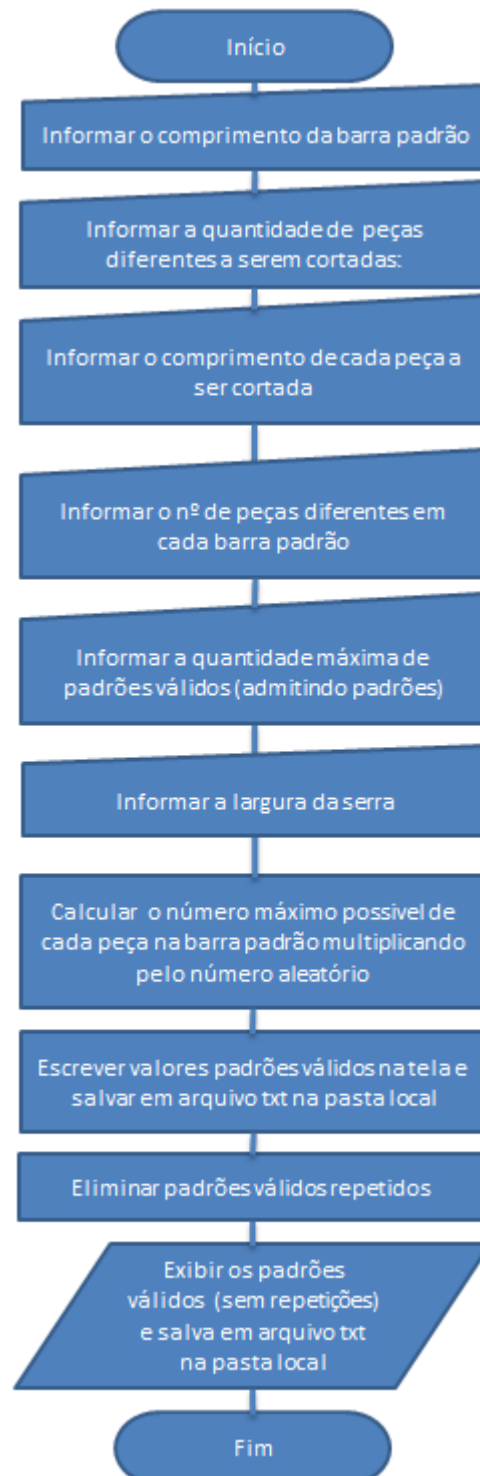 Início
Informar o comprimento da barra padrão
Informar a quantidade de peças
diferentes a serem cortadas:
Informar o comprimento de cada peça a
ser cortada
Informar o nº de peças diferentes em
cada barra padrão
Informar a quantidade máxima de
padrões válidos (admitindo padrões)
Informar a largura da serra
Calcular o número máximo possivel de
cada peça na barra padrão multiplicando
pelo número aleatório
Escrever valores padrões válidos na tela e
salvar em arquivo txt na pasta local
Eliminar padrões válidos repetidos
Exibir os padrões
válidos (sem repetições)
e salva em arquivo txt
na pasta local
Fim